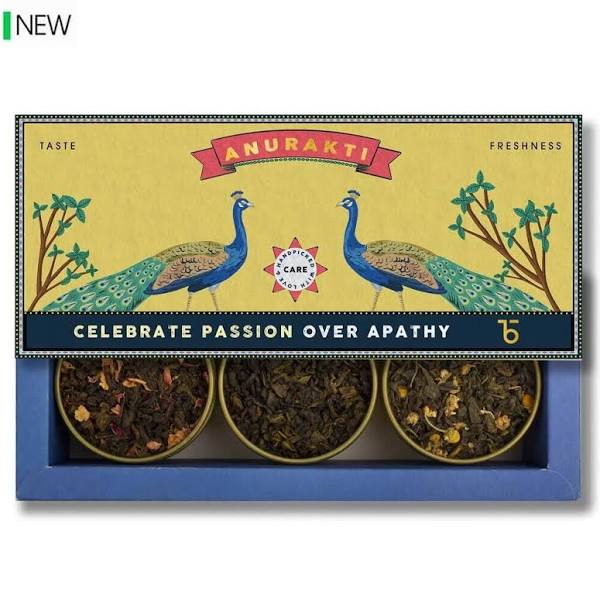 NEW
ANURAKTI
TASTE
FRESHNESS
HANDPICKED WITH LOVE &
CARE
CELEBRATE PASSION OVER APATHY